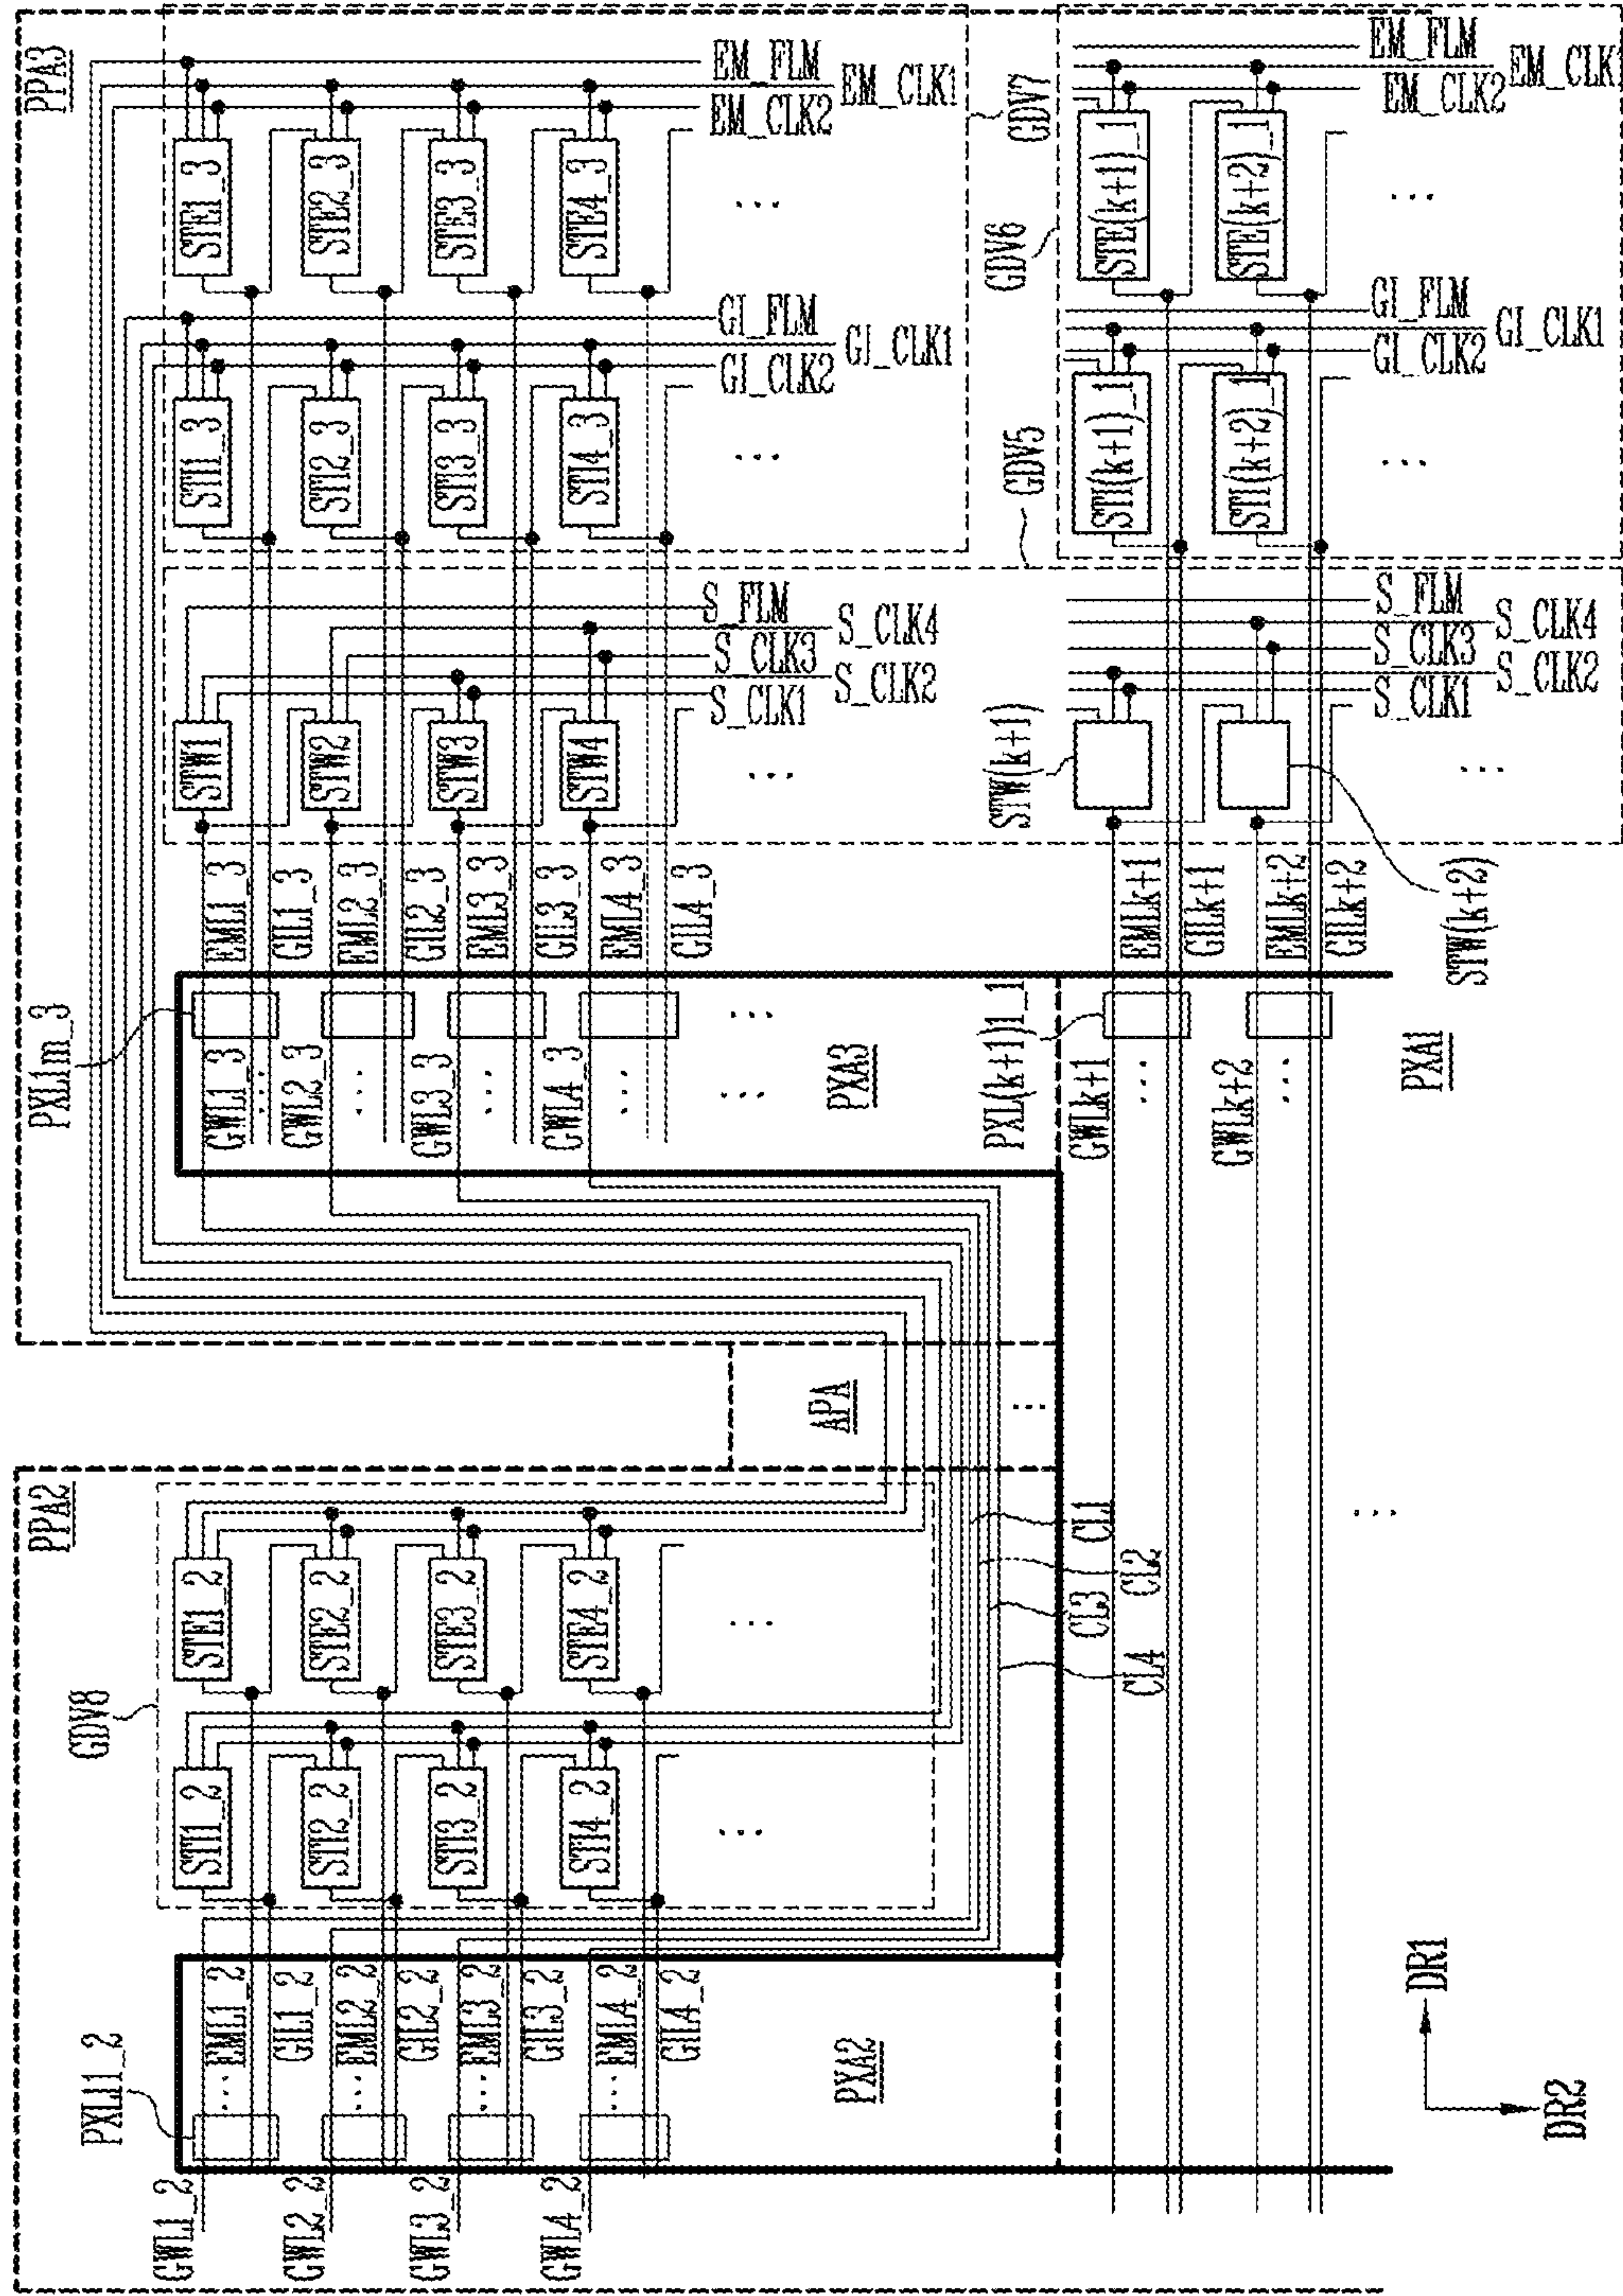 PPA3
STE1_3
STE2_3
STE3_3
STE4_3
EM_FLM
EM_CLK1
EM_CLK2
...
GDV7
STI1_3
STI2_3
STI3_3
STI4_3
GI_FLM
GI_CLK1
GI_CLK2
...
GDV6
STE(k+1)_1
STE(k+2)_1
EM_FLM
EM_CLK1
EM_CLK2
...
STI(k+1)_1
STI(k+2)_1
GI_FLM
GI_CLK1
GI_CLK2
...
GDV5
STW1
STW2
STW3
STW4
S_FLM
S_CLK4
S_CLK3
S_CLK2
S_CLK1
...
STW(k+1)
STW(k+2)
S_FLM
S_CLK4
S_CLK3
S_CLK2
S_CLK1
...
PXL1m_3
EML1_3
GIL1_3
EML2_3
GIL2_3
EML3_3
GIL3_3
EML4_3
GIL4_3
EMLk+1
GILk+1
EMLk+2
GILk+2
GWL1_3
...
GWL2_3
...
GWL3_3
...
GWL4_3
...
...
...
PXA3
PXL(k+1)1_1
GWLk+1
...
GWLk+2
...
PXA1
APA
...
PPA2
GDV8
STE1_2
STE2_2
STE3_2
STE4_2
...
STI1_2
STI2_2
STI3_2
STI4_2
...
CL1
CL2
CL3
CL4
...
PXL11_2
EML1_2
...
GIL1_2
EML2_2
...
GIL2_2
EML3_2
...
GIL3_2
EML4_2
...
GIL4_2
PXA2
GWL1_2
GWL2_2
GWL3_2
GWL4_2
DR1
DR2